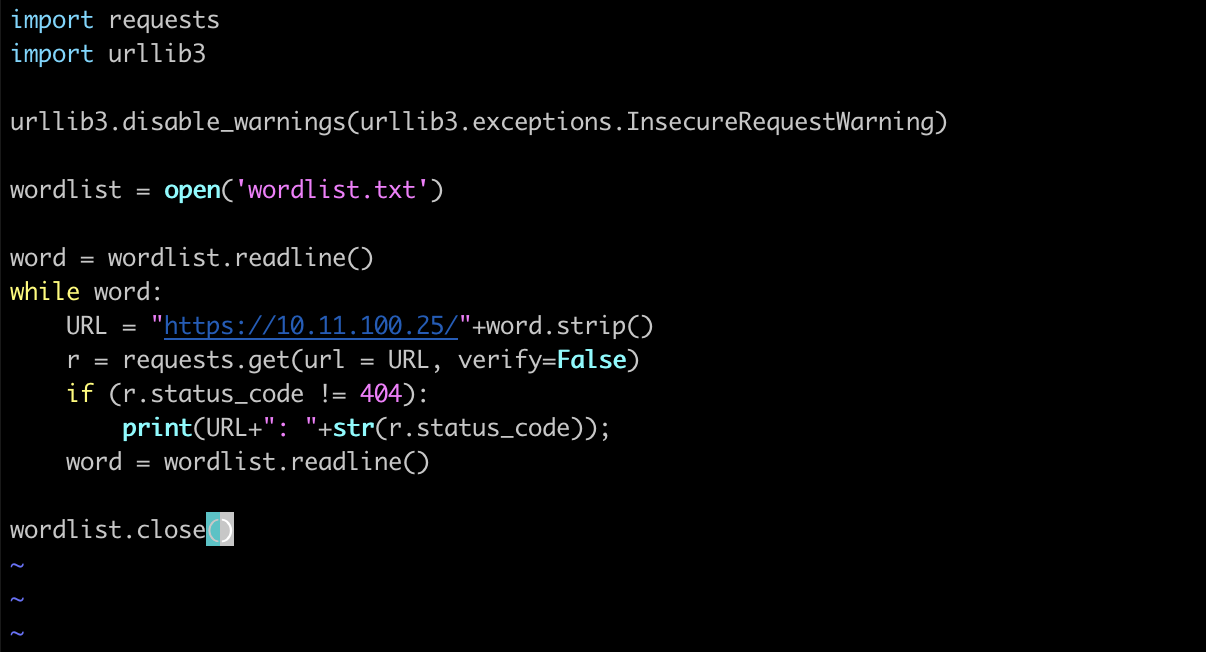 import requests
import urllib3
urllib3.disable_warnings(urllib3.exceptions.InsecureRequestWarning)
wordlist = open('wordlist.txt')
word = wordlist.readline()
while word:
    URL = "https://10.11.100.25/"+word.strip()
    r = requests.get(url = URL, verify=False)
    if (r.status_code != 404):
        print(URL+": "+str(r.status_code));
    word = wordlist.readline()
wordlist.close()
~
~
~